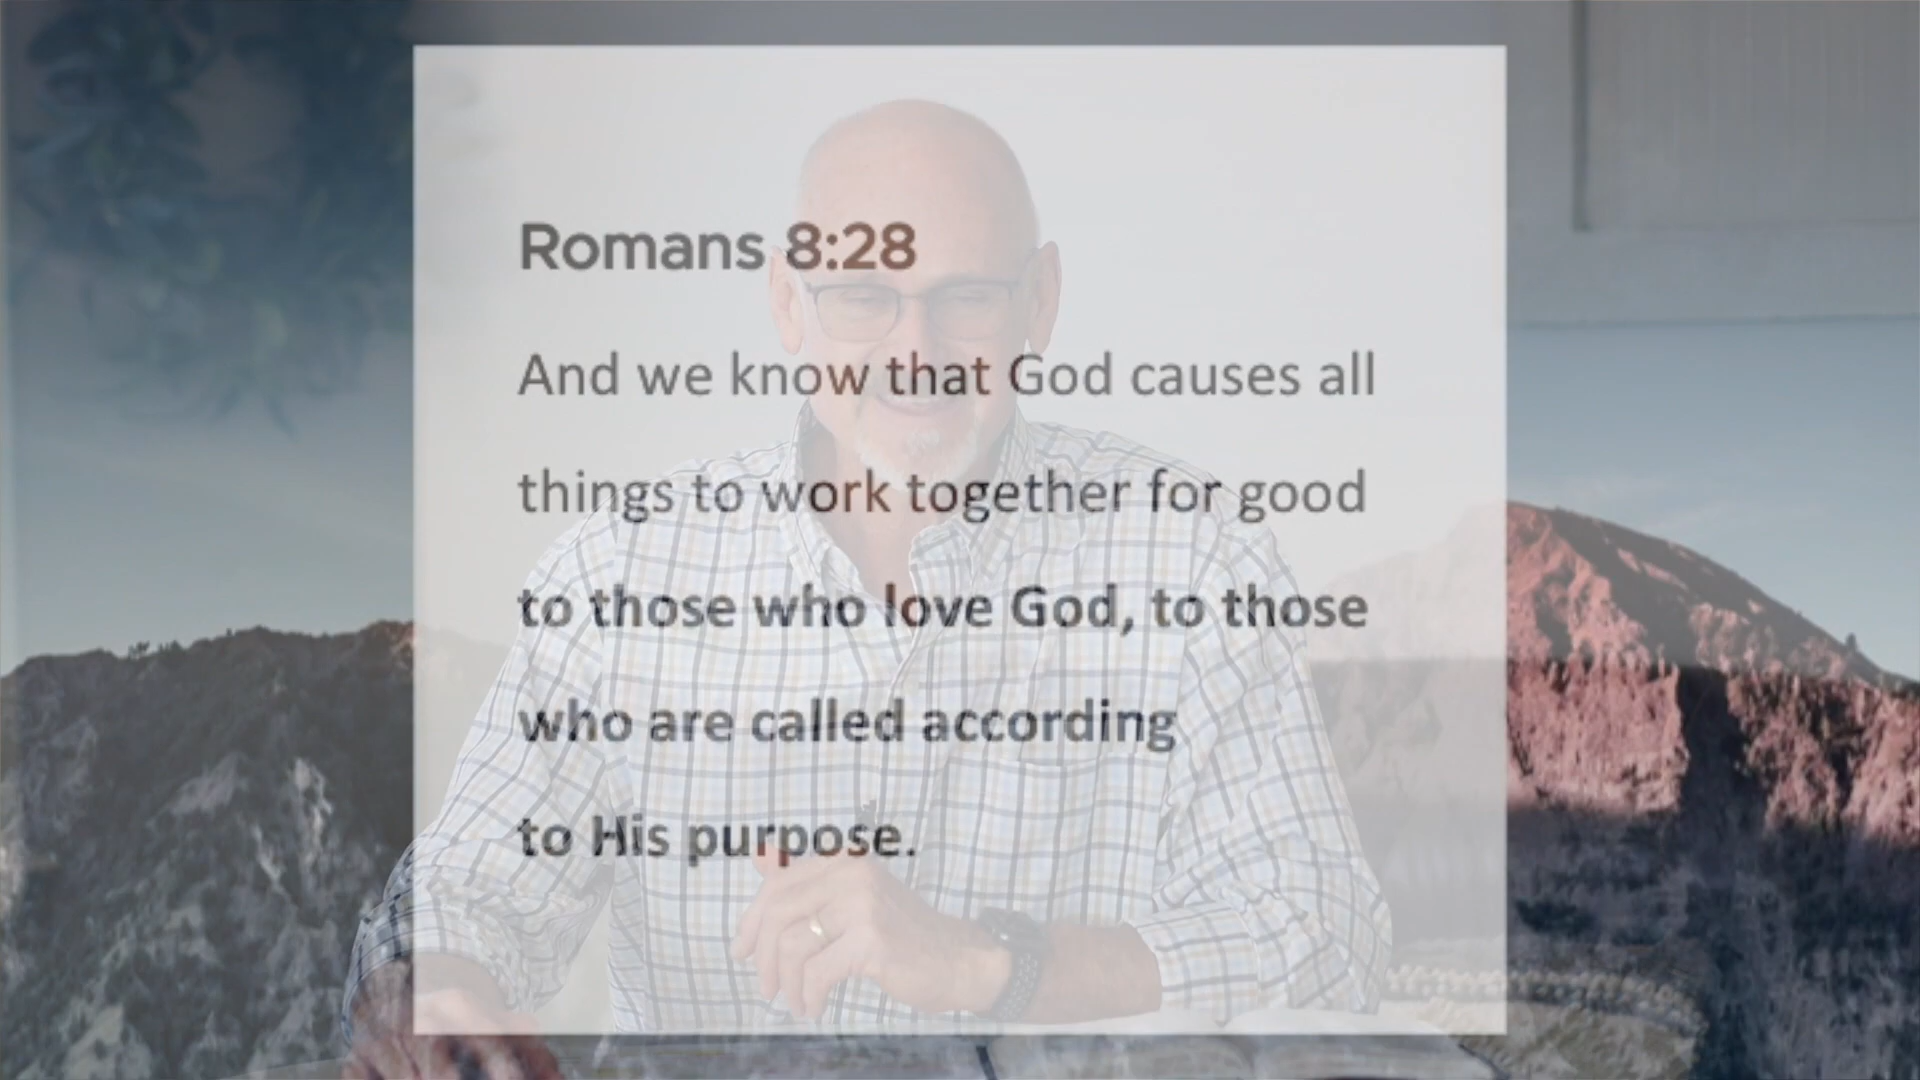 Romans 8:28
And we know that God causes all
things to work together for good
to those who love God, to those
who are called according
to His purpose.